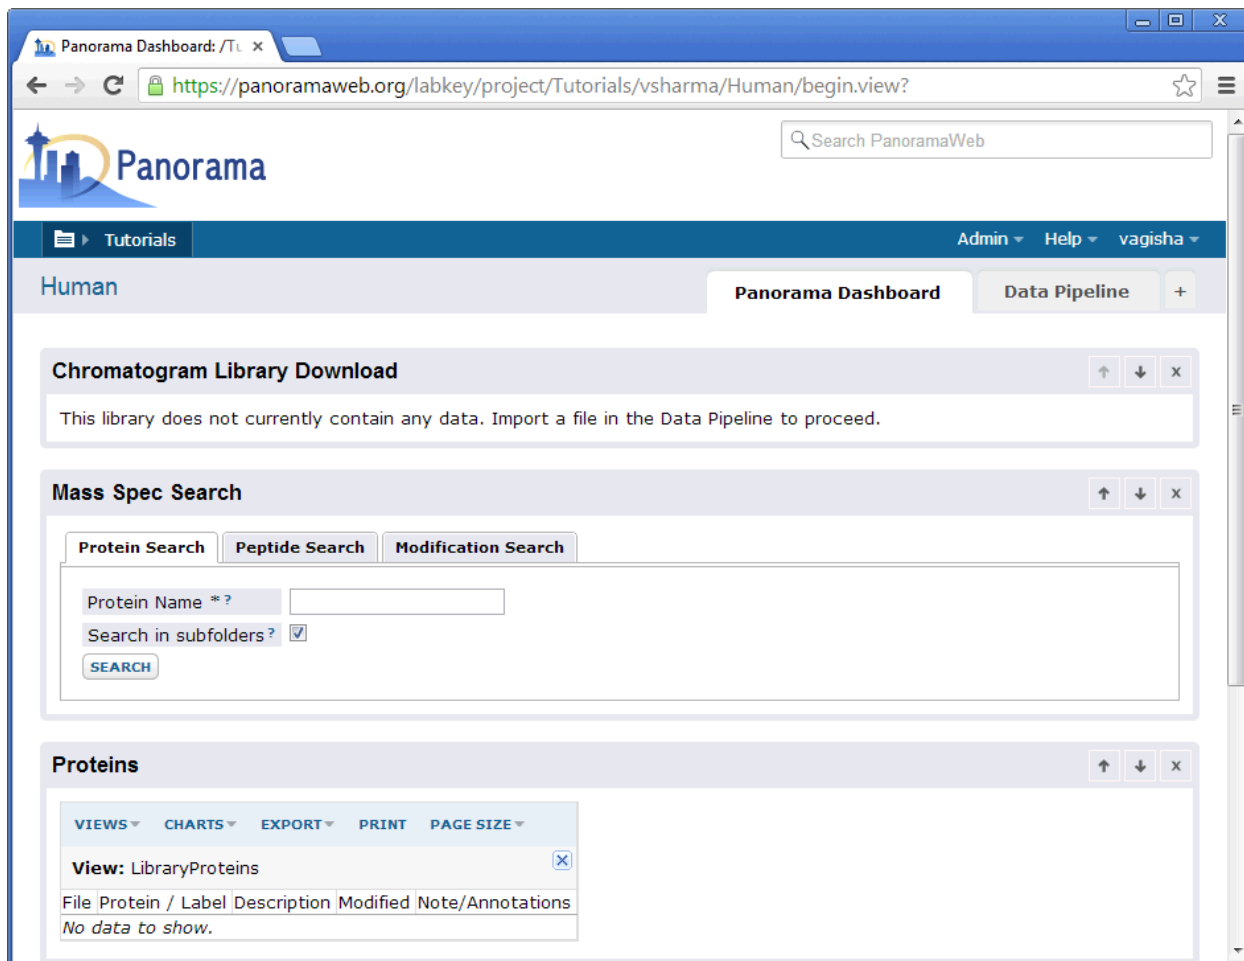 Panorama Dashboard: /Tu
https://panoramaweb.org/labkey/project/Tutorials/vsharma/Human/begin.view?
Panorama
Search PanoramaWeb
Tutorials
Admin Help vagisha
Human
Panorama Dashboard Data Pipeline +
Chromatogram Library Download
This library does not currently contain any data. Import a file in the Data Pipeline to proceed.
Mass Spec Search
Protein Search Peptide Search Modification Search
Protein Name * ?
Search in subfolders ?
SEARCH
Proteins
VIEWS CHARTS EXPORT PRINT PAGE SIZE
View: LibraryProteins
File Protein / Label Description Modified Note/Annotations
No data to show.